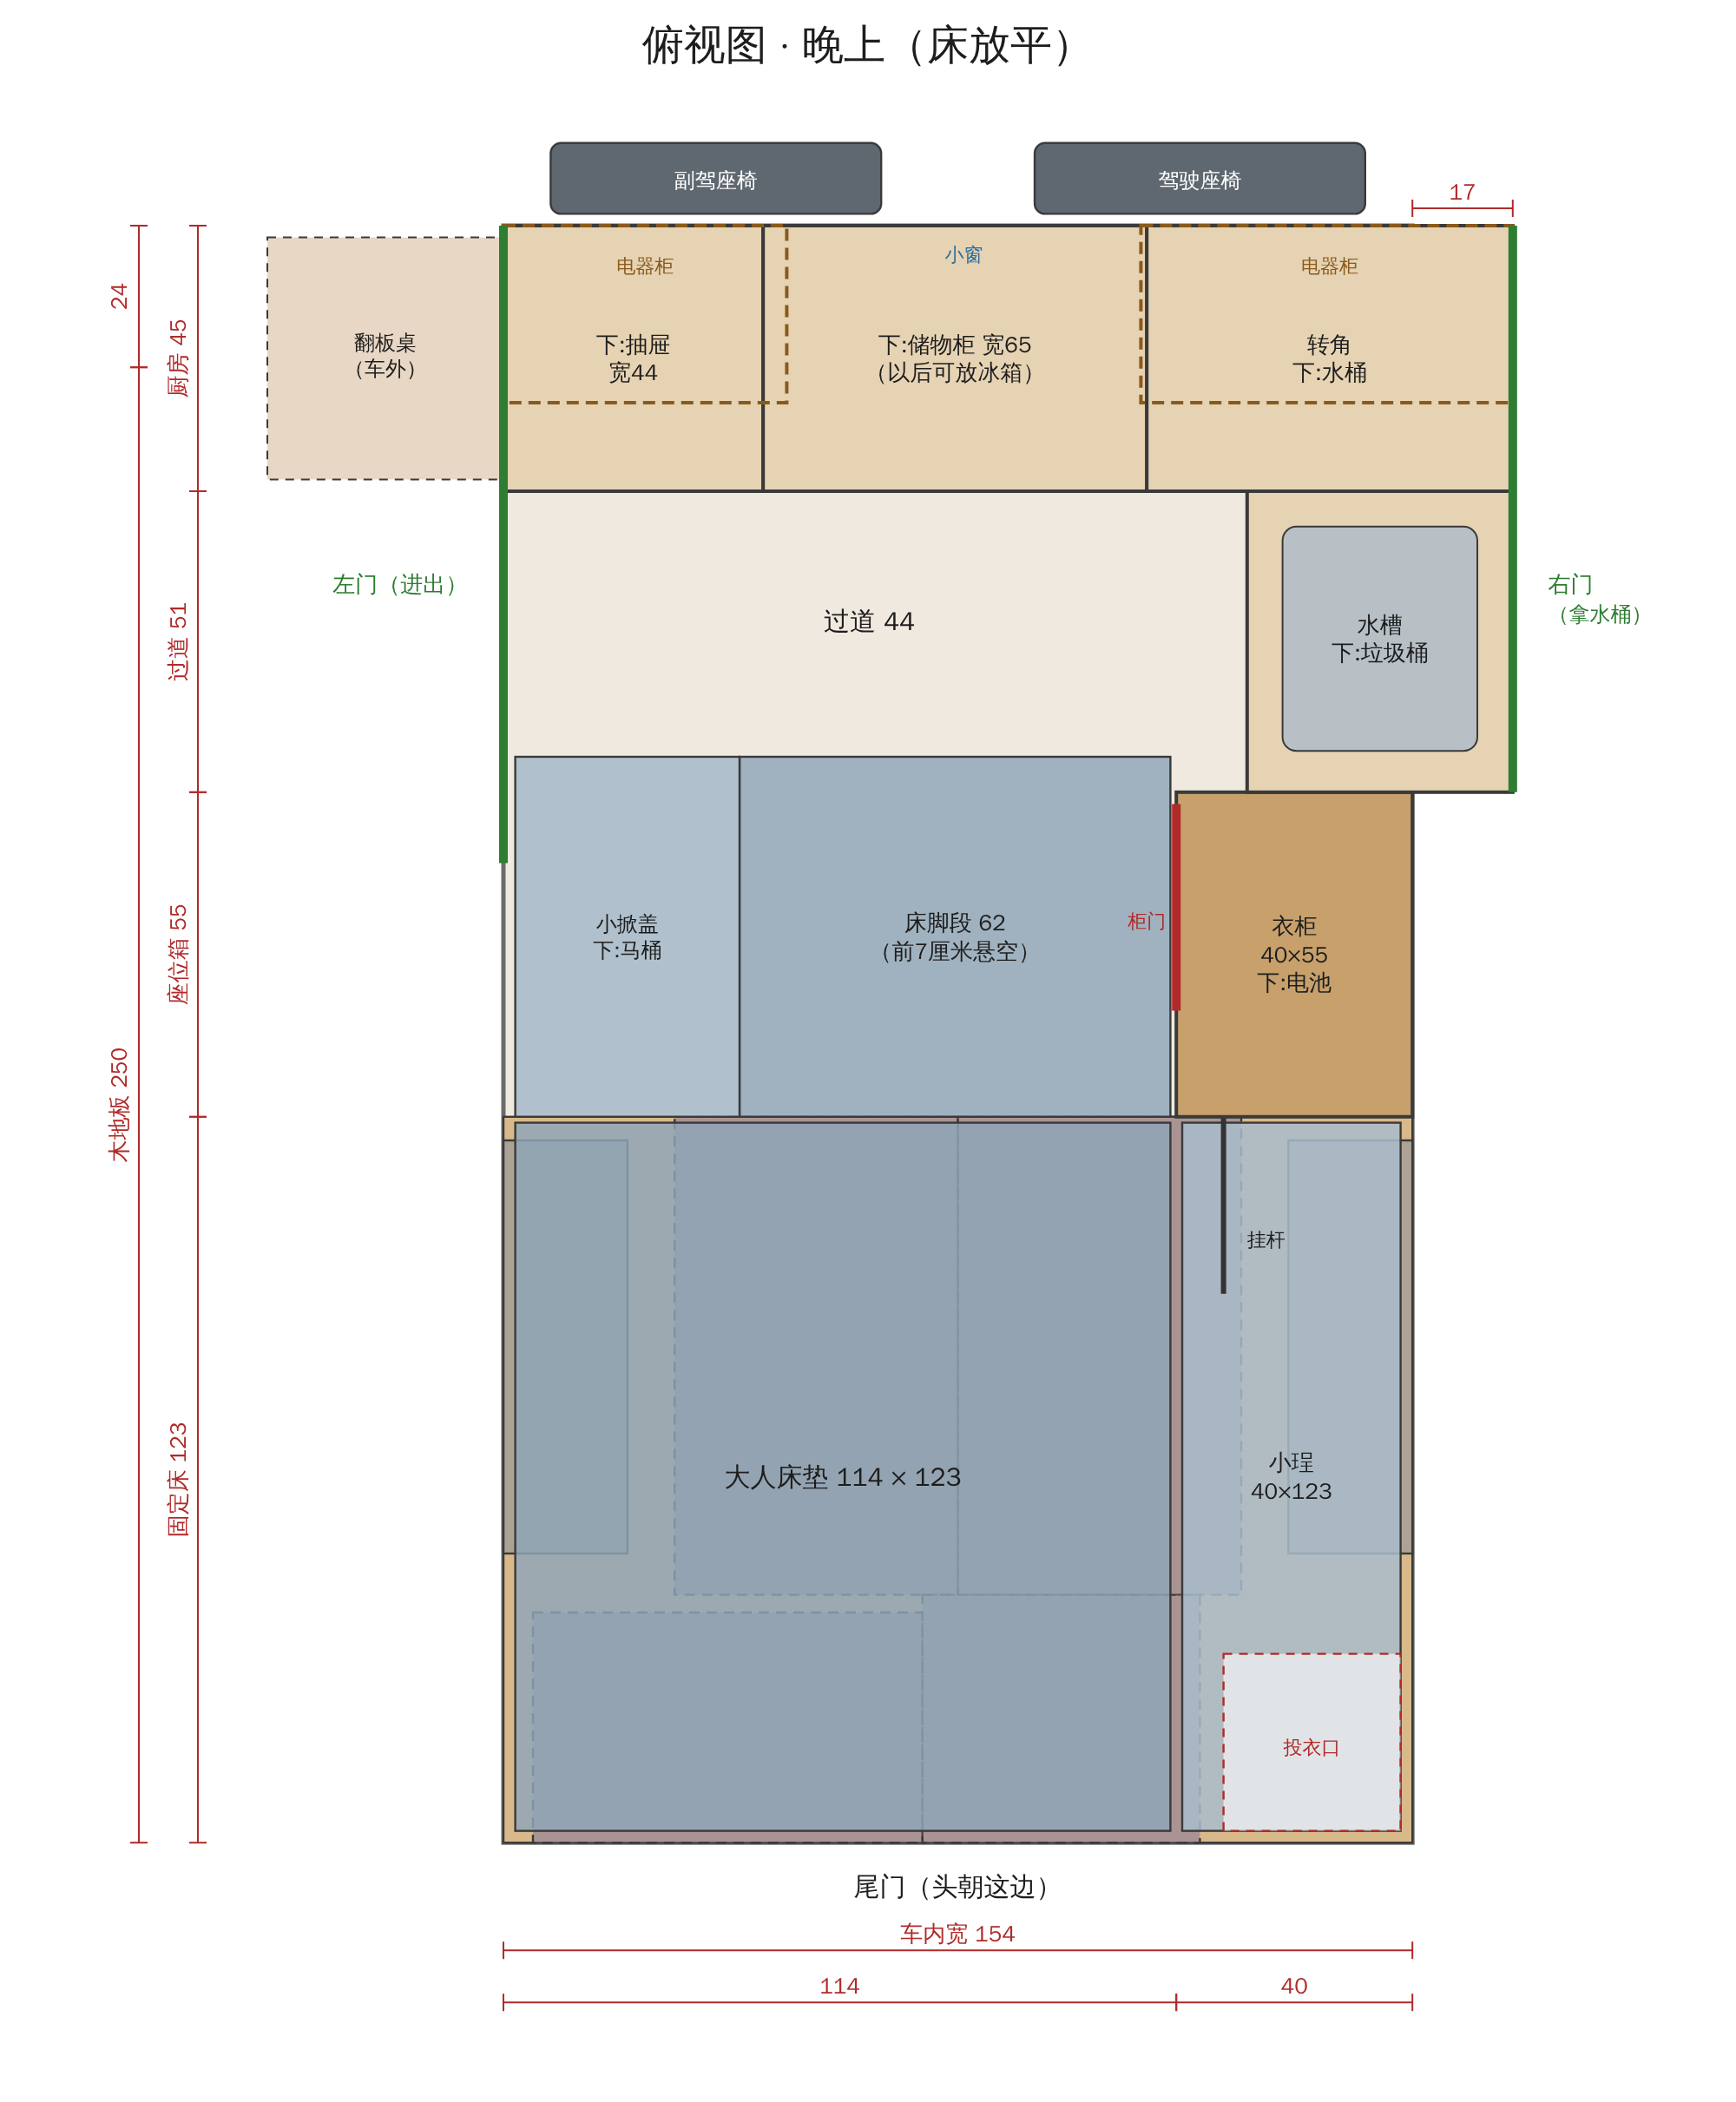 俯视图 · 晚上（床放平）
副驾座椅
驾驶座椅
17
24
厨房 45
翻板桌
（车外）
电器柜
小窗
电器柜
下:抽屉
宽44
下:储物柜 宽65
（以后可放冰箱）
转角
下:水桶
左门（进出）
过道 51
过道 44
水槽
下:垃圾桶
右门
（拿水桶）
座位箱 55
小掀盖
下:马桶
床脚段 62
（前7厘米悬空）
柜门
衣柜
40×55
下:电池
木地板 250
挂杆
固定床 123
大人床垫 114 × 123
小珵
40×123
投衣口
尾门（头朝这边）
车内宽 154
114
40